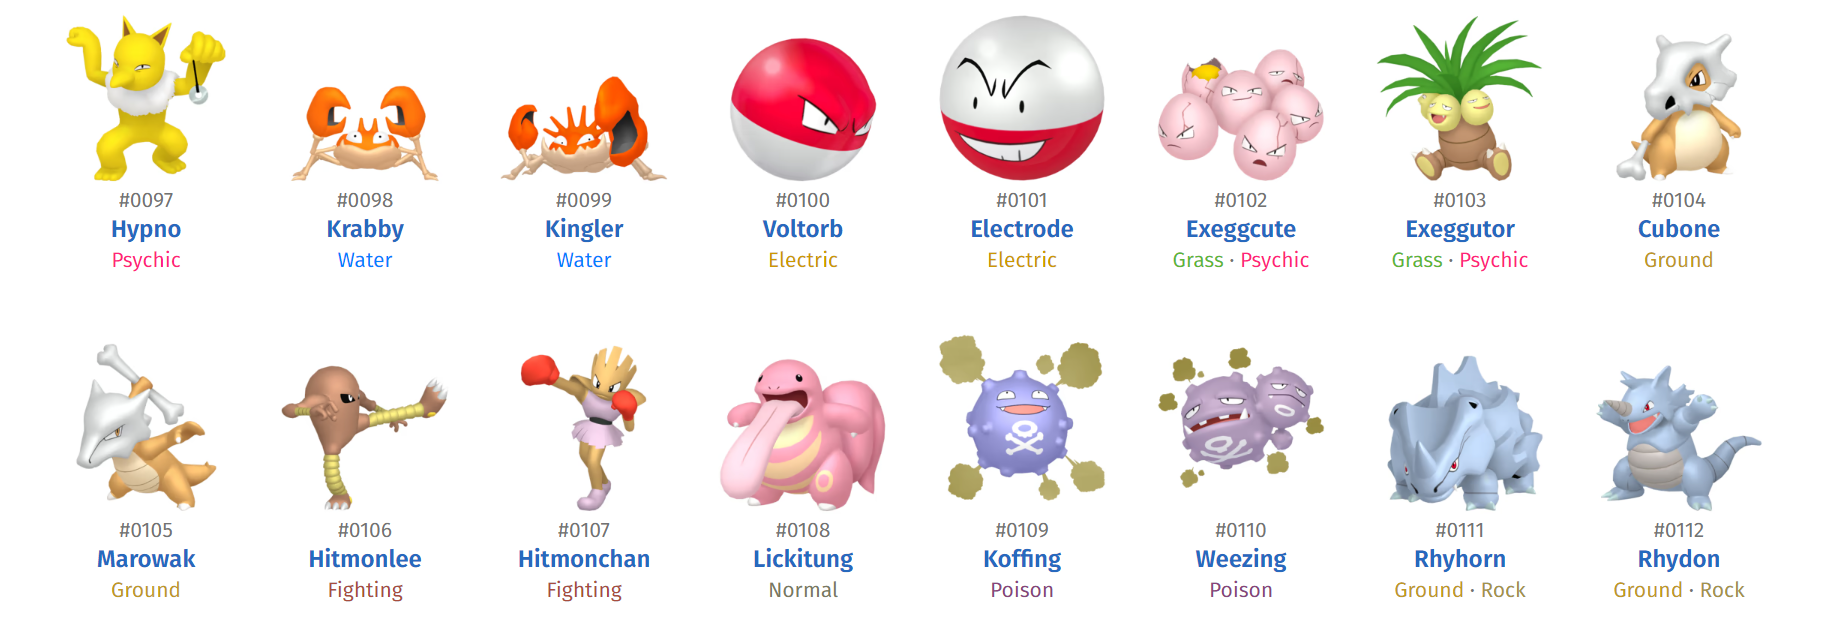 #0097 #0098 #0099 #0100 #0101 #0102 #0103 #0104
Hypno Krabby Kingler Voltorb Electrode Exeggcute Exeggutor Cubone
Psychic Water Water Electric Electric Grass · Psychic Grass · Psychic Ground
#0105 #0106 #0107 #0108 #0109 #0110 #0111 #0112
Marowak Hitmonlee Hitmonchan Lickitung Koffing Weezing Rhyhorn Rhydon
Ground Fighting Fighting Normal Poison Poison Ground · Rock Ground · Rock